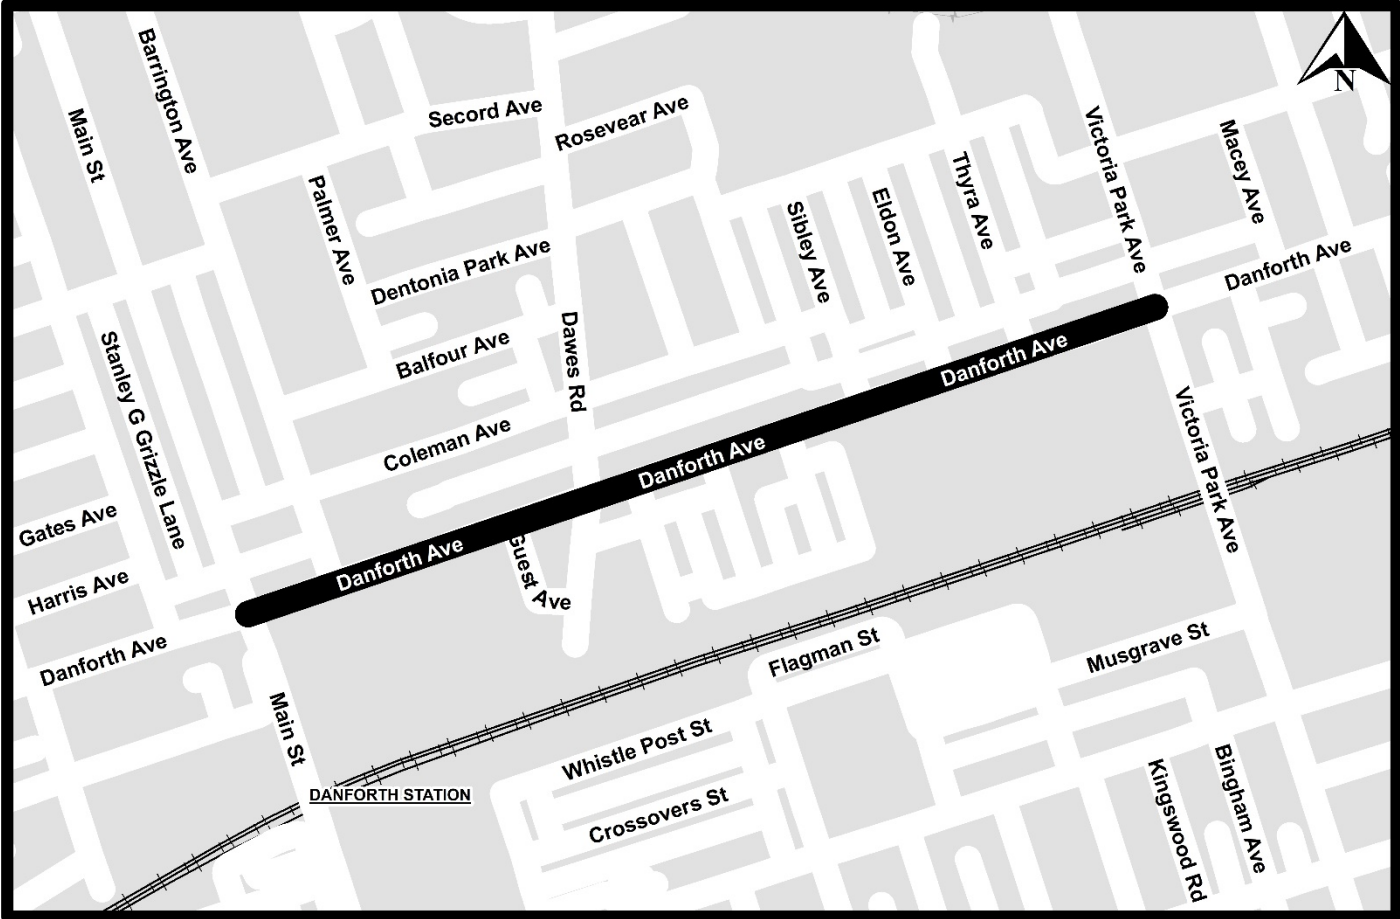 Main St
Barrington Ave
Secord Ave
Rosevear Ave
Palmer Ave
Dentonia Park Ave
Balfour Ave
Dawes Rd
Coleman Ave
Sibley Ave
Eldon Ave
Thyra Ave
Victoria Park Ave
Macey Ave
N
Danforth Ave
Stanley G Grizzle Lane
Gates Ave
Harris Ave
Danforth Ave
Danforth Ave
Danforth Ave
Danforth Ave
Guest Ave
Victoria Park Ave
Main St
DANFORTH STATION
Flagman St
Musgrave St
Whistle Post St
Crossovers St
Kingswood Rd
Bingham Ave